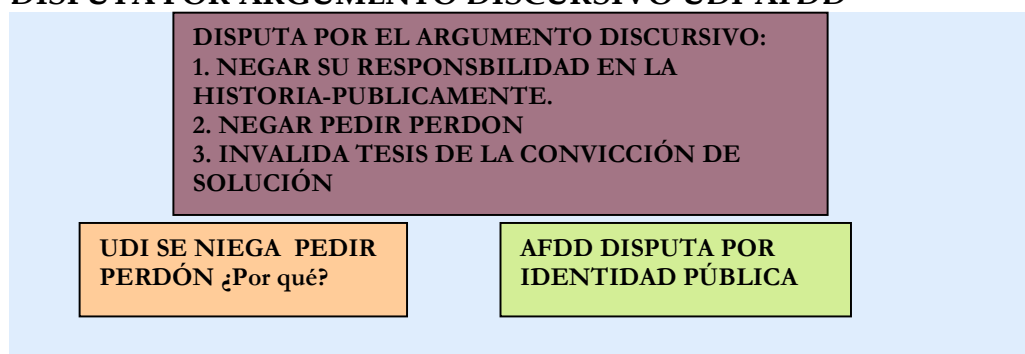 DISPUTA POR ARGUMENTO DISCURSIVO UDI-AFDD
DISPUTA POR EL ARGUMENTO DISCURSIVO:
1. NEGAR SU RESPONSBILIDAD EN LA
HISTORIA-PUBLICAMENTE.
2. NEGAR PEDIR PERDON
3. INVALIDA TESIS DE LA CONVICCIÓN DE
SOLUCIÓN
UDI SE NIEGA PEDIR
PERDÓN ¿Por qué?
AFDD DISPUTA POR
IDENTIDAD PÚBLICA